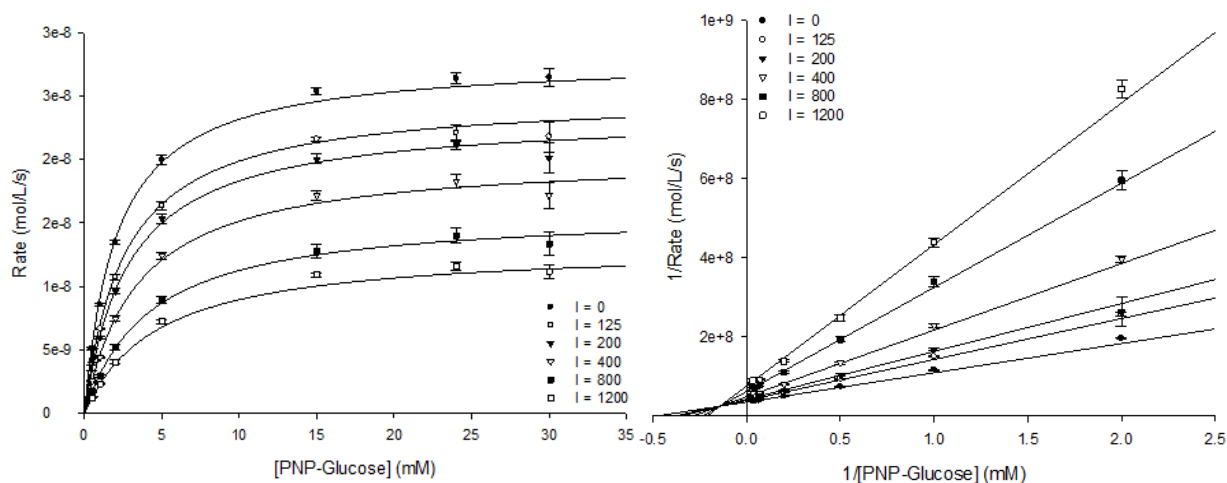 3e-8
3e-8
2e-8
2e-8
1e-8
5e-9
0
Rate (mol/L/s)
0 5 10 15 20 25 30 35
[PNP-Glucose] (mM)
I = 0
I = 125
I = 200
I = 400
I = 800
I = 1200
1e+9
8e+8
6e+8
4e+8
2e+8
1/Rate (mol/L/s)
-0.5 0.0 0.5 1.0 1.5 2.0 2.5
1/[PNP-Glucose] (mM)
I = 0
I = 125
I = 200
I = 400
I = 800
I = 1200